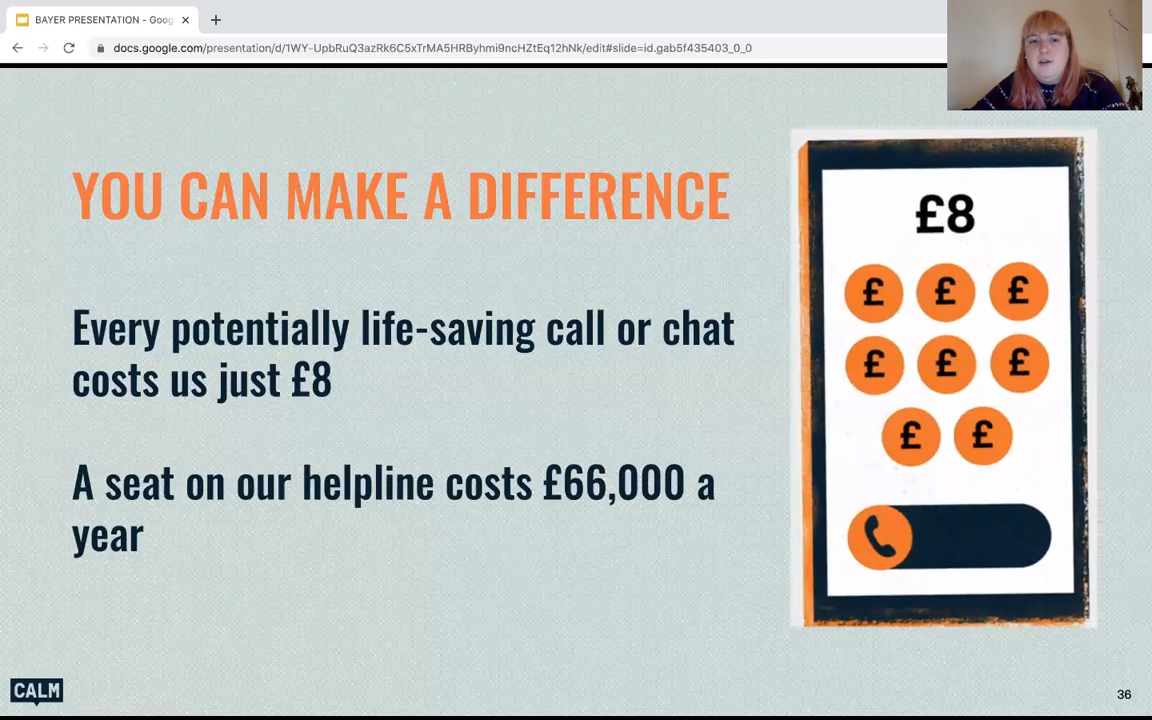 BAYER PRESENTATION - Goog
docs.google.com/presentation/d/1WY-UpbRuQ3azRk6C5xTrMA5HRByhmi9ncHZtEq12hNk/edit#slide=id.gab5f435403_0_0
YOU CAN MAKE A DIFFERENCE
Every potentially life-saving call or chat
costs us just £8
A seat on our helpline costs £66,000 a
year
£8
£ £ £
£ £ £
£ £
CALM
36